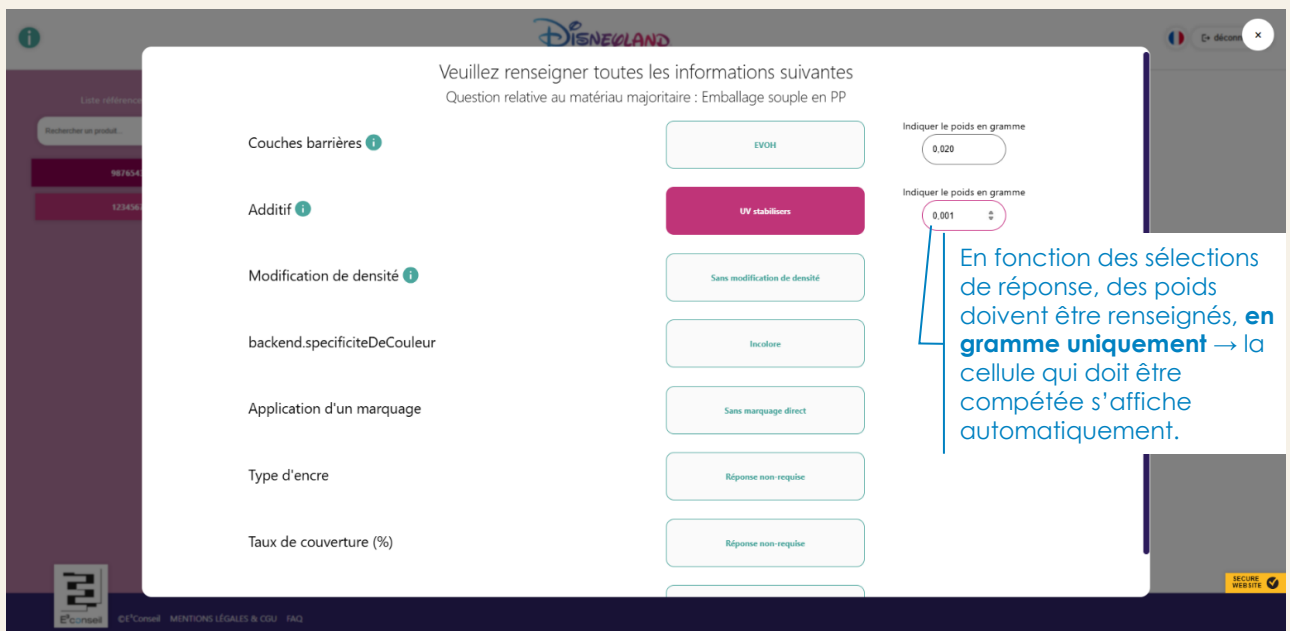 DISNEYLAND
Veuillez renseigner toutes les informations suivantes
Question relative au matériau majoritaire : Emballage souple en PP
Liste référence
Rechercher un produit...
987654
123456
Couches barrières
EVOH
Indiquer le poids en gramme
0,020
Additif
UV stabilisers
Indiquer le poids en gramme
0,001
Modification de densité
Sans modification de densité
backend.specificiteDeCouleur
Incolore
Application d'un marquage
Sans marquage direct
Type d'encre
Réponse non-requise
Taux de couverture (%)
Réponse non-requise
En fonction des sélections
de réponse, des poids
doivent être renseignés, en
gramme uniquement → la
cellule qui doit être
compétée s’affiche
automatiquement.
SECURE
WEBSITE
E³conseil
©E³Conseil MENTIONS LÉGALES & CGU FAQ